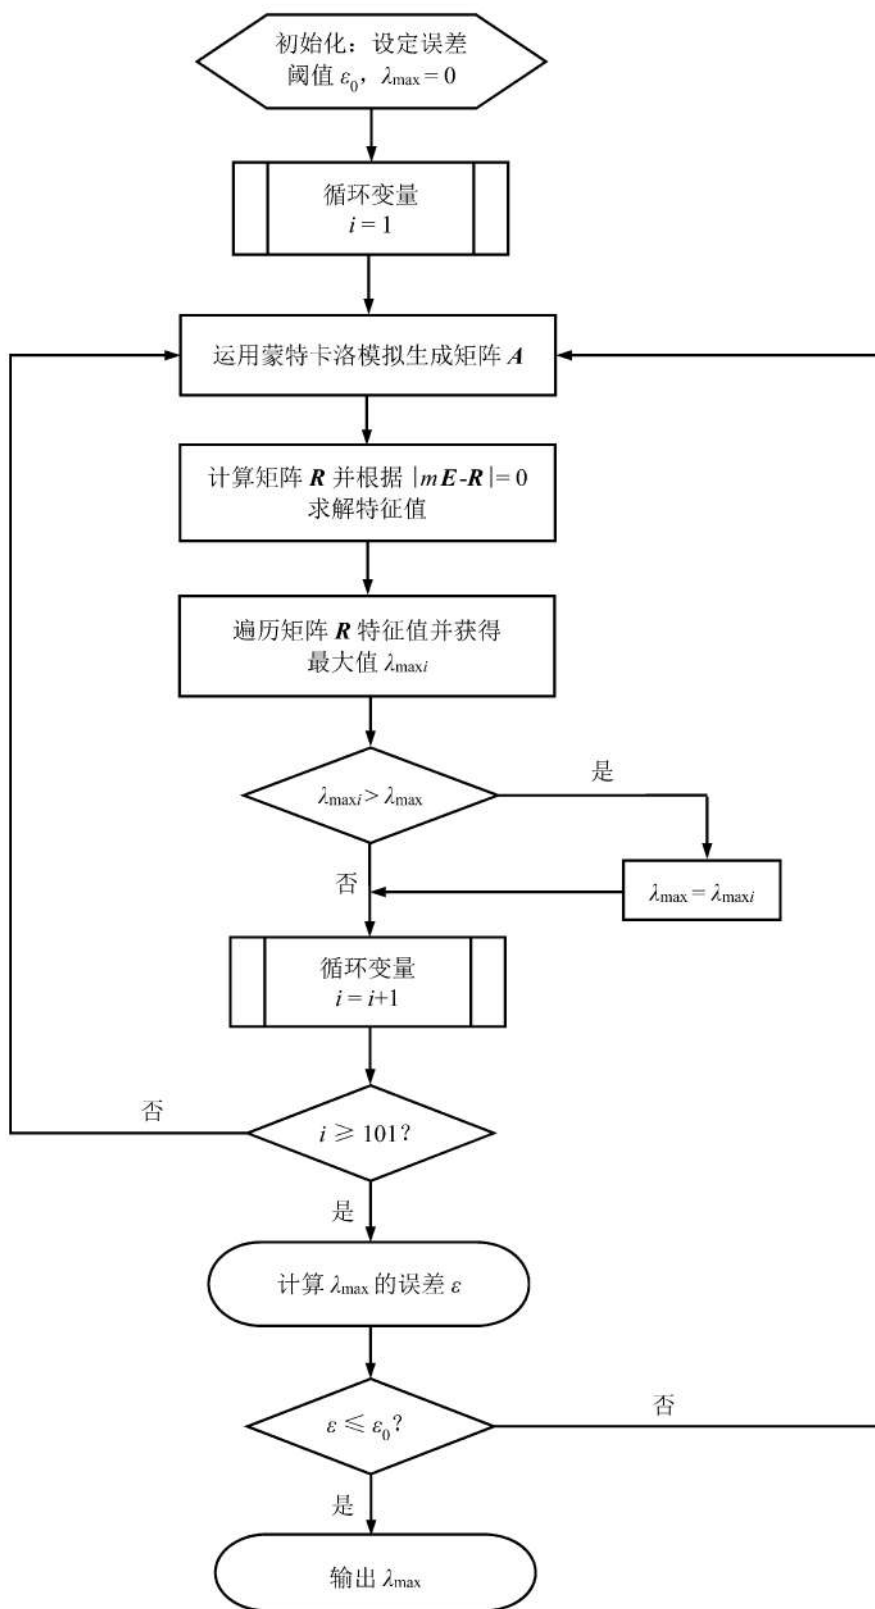 初始化：设定误差
阈值 ε₀，λmax = 0
循环变量
i = 1
运用蒙特卡洛模拟生成矩阵 A
计算矩阵 R 并根据 |mE-R| = 0
求解特征值
遍历矩阵 R 特征值并获得
最大值 λmaxi
λmaxi > λmax
是
否
λmax = λmaxi
循环变量
i = i+1
否
i ≥ 101?
是
计算 λmax 的误差 ε
ε ≤ ε₀?
否
是
输出 λmax